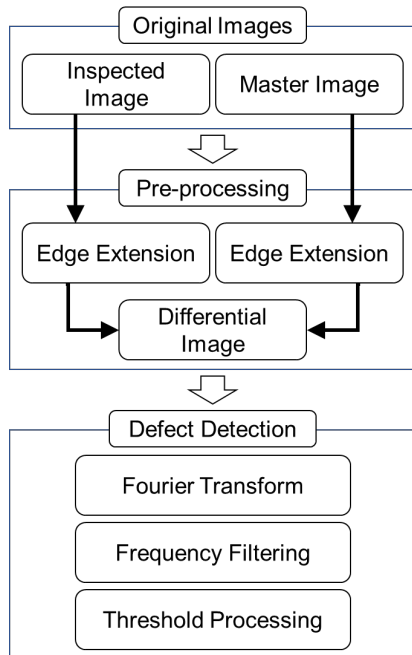 Original Images
Inspected
Image
Master Image
Pre-processing
Edge Extension
Edge Extension
Differential
Image
Defect Detection
Fourier Transform
Frequency Filtering
Threshold Processing